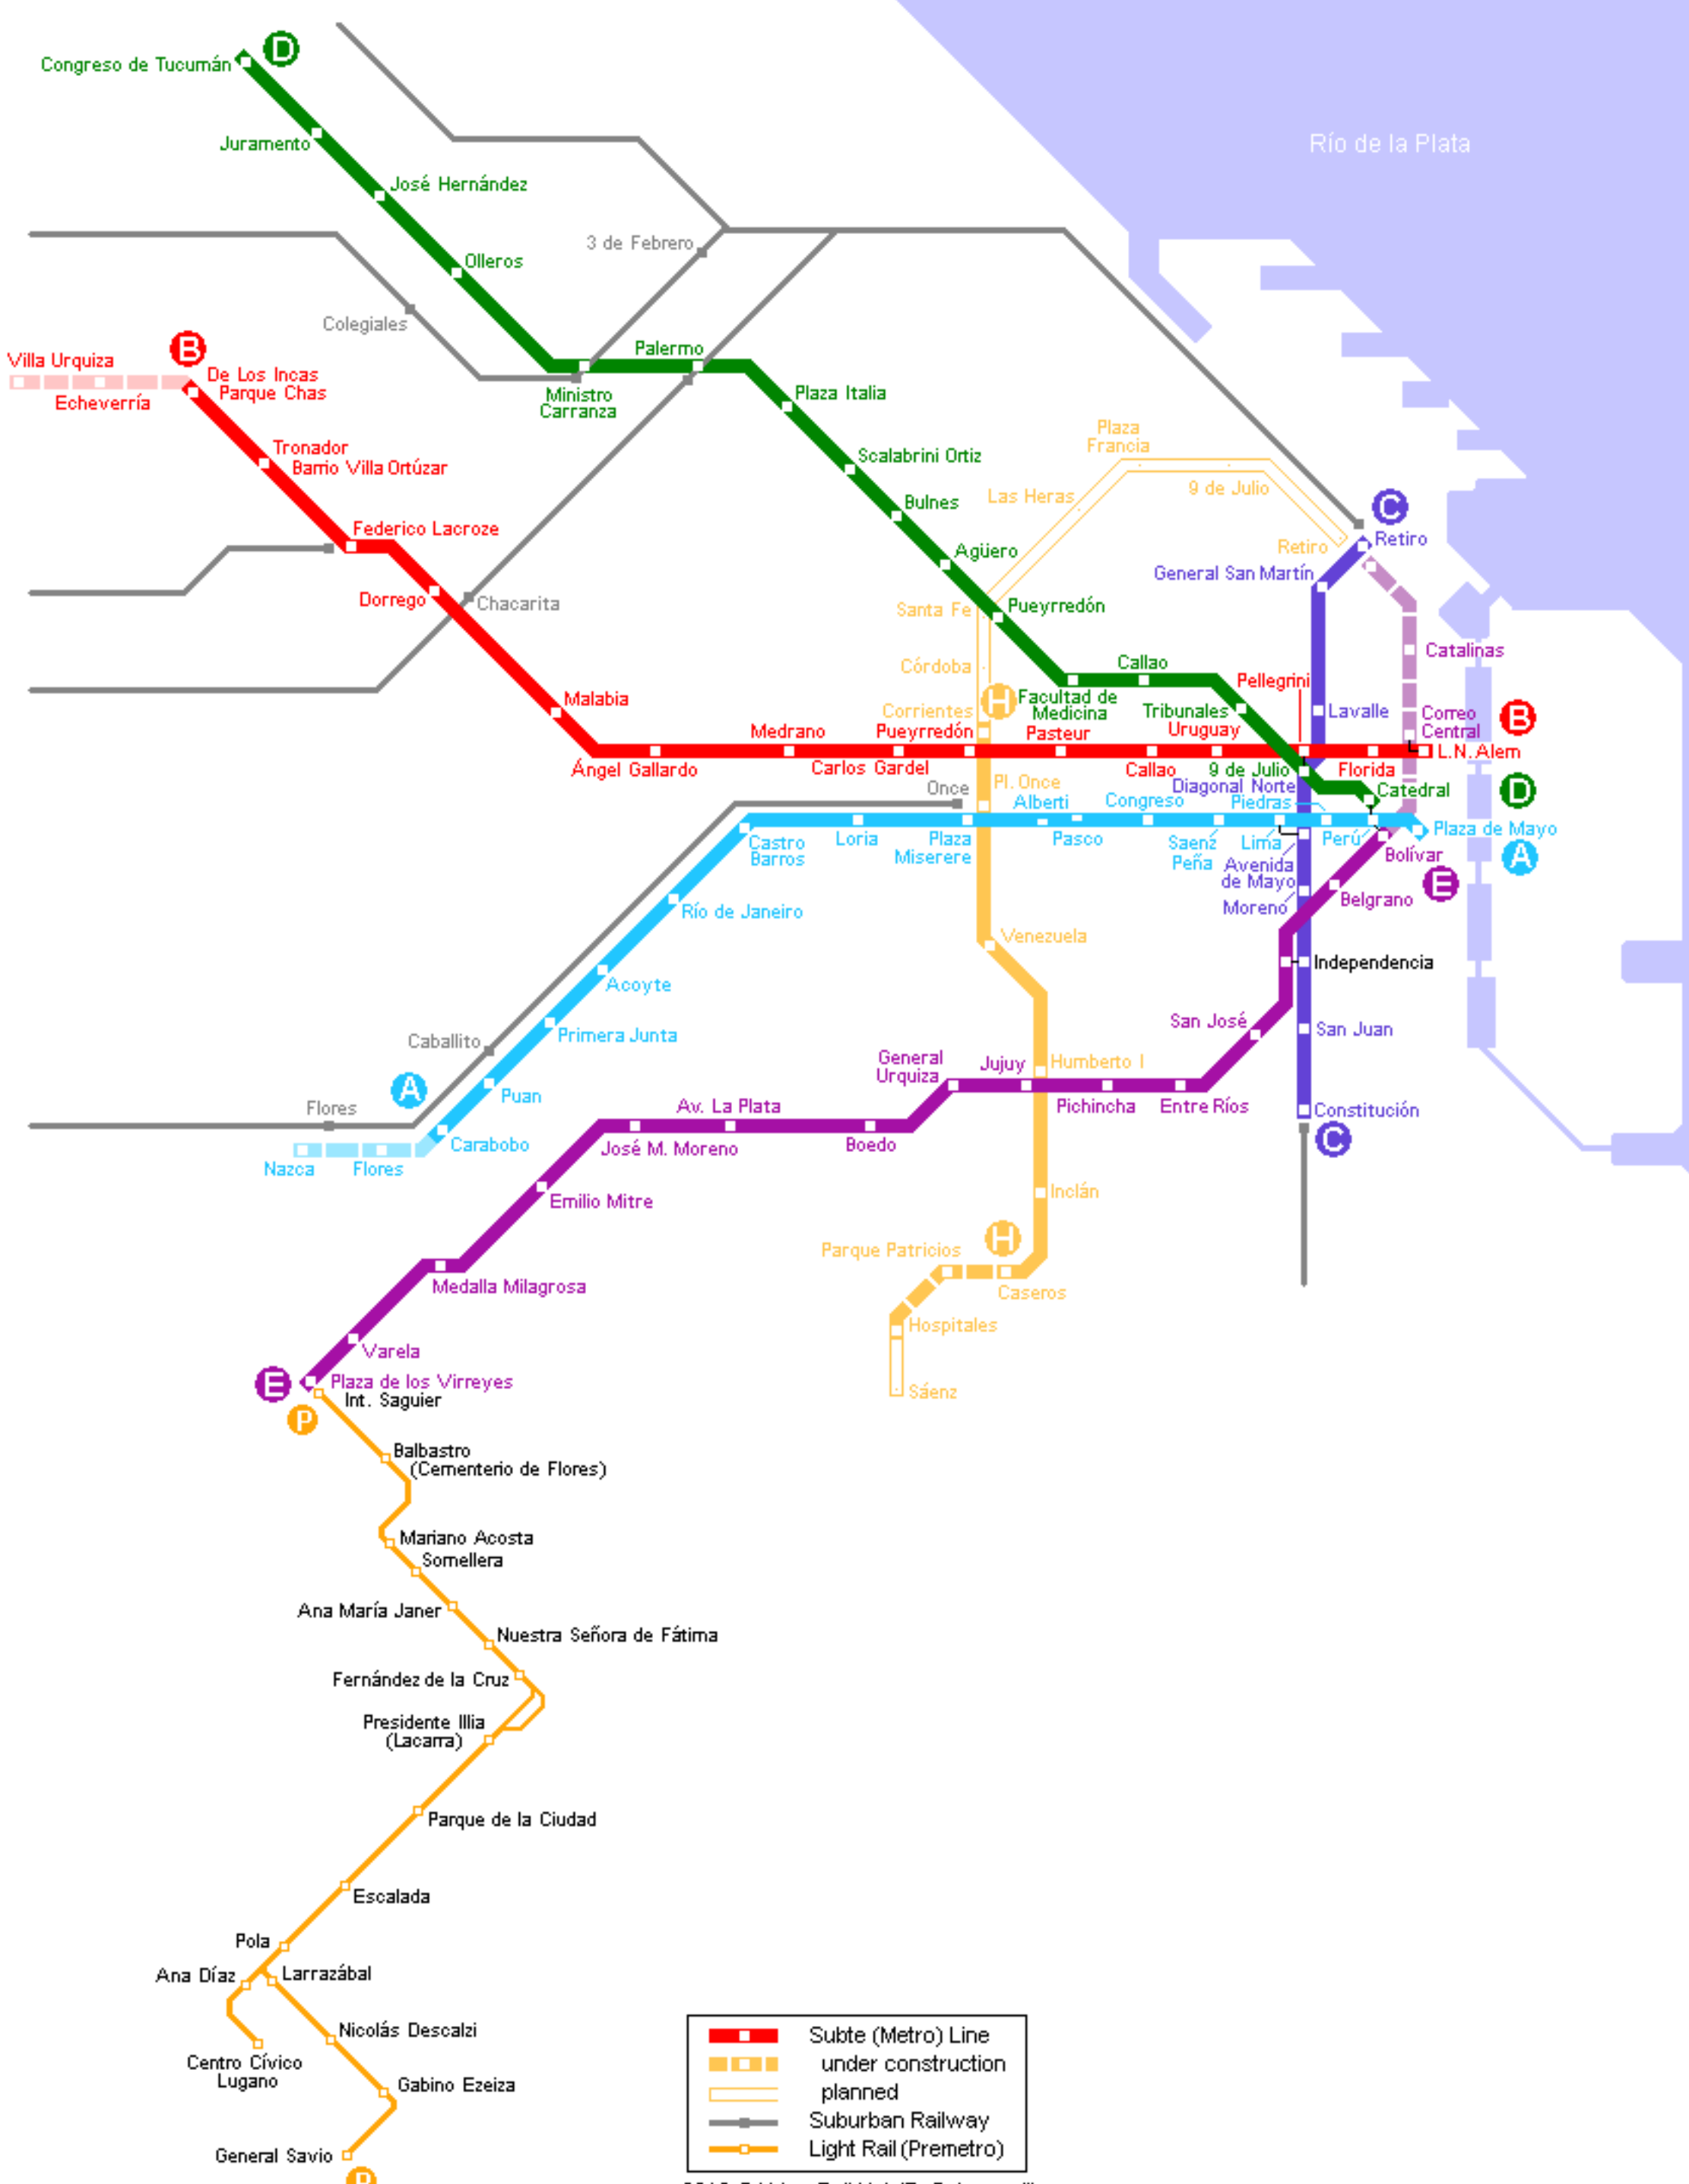 D
Congreso de Tucumán
Juramento
José Hernández
Olleros
3 de Febrero
Colegiales
Río de la Plata
B
Villa Urquiza
De Los Incas
Parque Chas
Echeverría
Palermo
Ministro
Carranza
Plaza Italia
Tronador
Barrio Villa Ortúzar
Scalabrini Ortiz
Plaza
Francia
Las Heras
9 de Julio
Bulnes
Federico Lacroze
Agüero
Retiro
C
Retiro
General San Martín
Dorrego
Chacarita
Santa Fe
Pueyrredón
Córdoba
Callao
Catalinas
Malabia
H
Facultad de
Medicina
Pellegrini
Tribunales
Lavalle
Corrientes
Correo
Central
B
Medrano
Pueyrredón
Pasteur
Uruguay
L.N. Alem
Ángel Gallardo
Carlos Gardel
Callao
9 de Julio
Florida
Once
Pl. Once
Diagonal Norte
Catedral
D
Alberti
Congreso
Piedras
Castro
Barros
Loria
Plaza
Miserere
Pasco
Saenz
Peña
Lima
Perú
Plaza de Mayo
A
Avenida
de Mayo
Bolívar
E
Moreno
Belgrano
Río de Janeiro
Venezuela
Independencia
Acoyte
Primera Junta
San José
San Juan
Caballito
General
Urquiza
Jujuy
Humberto I
A
Puan
Flores
Av. La Plata
Pichincha
Entre Ríos
Constitución
C
Carabobo
José M. Moreno
Boedo
Nazca
Flores
Emilio Mitre
Inclán
H
Parque Patricios
Medalla Milagrosa
Caseros
Hospitales
Varela
E
Plaza de los Virreyes
Int. Saguier
Sáenz
P
Balbastro
(Cementerio de Flores)
Mariano Acosta
Somellera
Ana María Janer
Nuestra Señora de Fátima
Fernández de la Cruz
Presidente Illia
(Lacarra)
Parque de la Ciudad
Escalada
Pola
Ana Díaz
Larrazábal
Nicolás Descalzi
Centro Cívico
Lugano
Gabino Ezeiza
General Savio
Subte (Metro) Line
under construction
planned
Suburban Railway
Light Rail (Premetro)